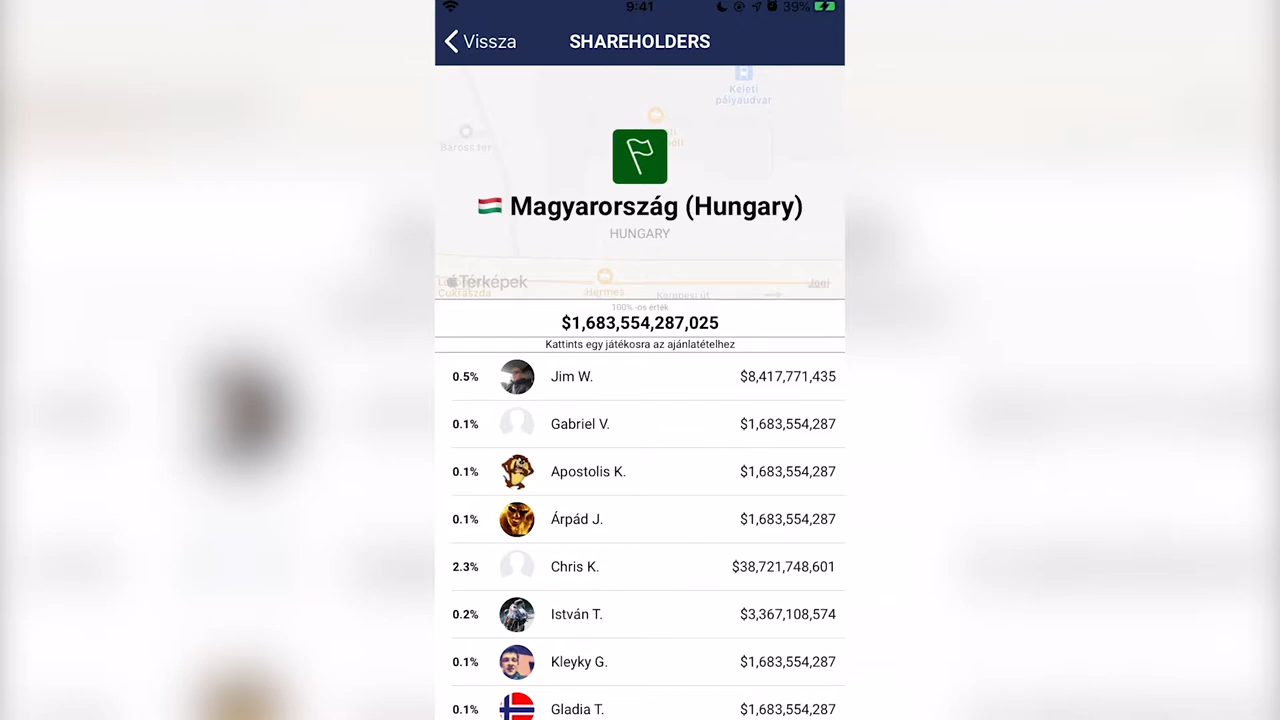 9:41
39%
Vissza
SHAREHOLDERS
Keleti
pályaudvar
Baross tér
Magyarország (Hungary)
HUNGARY
Térképek
Jogi
Cukrászda
Hermes
Kerepesi út
100% -os érték
$1,683,554,287,025
Kattints egy játékosra az ajánlatételhez
0.5% Jim W. $8,417,771,435
0.1% Gabriel V. $1,683,554,287
0.1% Apostolis K. $1,683,554,287
0.1% Árpád J. $1,683,554,287
2.3% Chris K. $38,721,748,601
0.2% István T. $3,367,108,574
0.1% Kleyky G. $1,683,554,287
0.1% Gladia T. $1,683,554,287